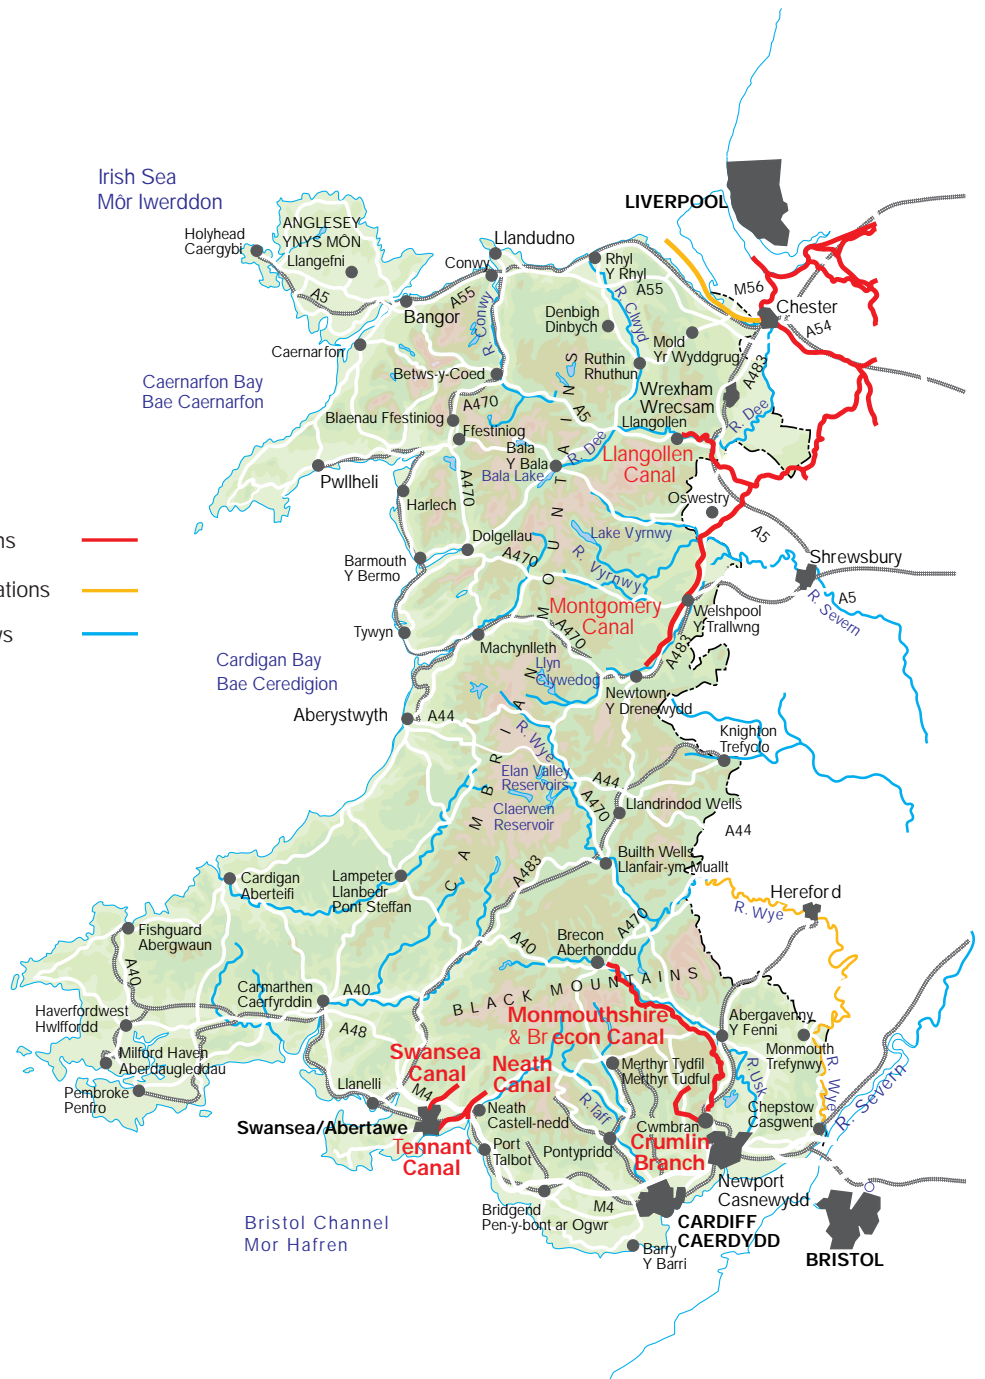 Irish Sea
Môr Iwerddon
LIVERPOOL
ANGLESEY
YNYS MÔN
Holyhead
Caergybi
Llangefni
A5
Llandudno
Conwy
Rhyl
Y Rhyl
A55
M56
Chester
A54
Bangor
A55
R. Conwy
R. Clwyd
Denbigh
Dinbych
Mold
Yr Wyddgrug
A483
Caernarfon
Betws-y-Coed
Ruthin
Rhuthun
Wrexham
Wrecsam
R. Dee
Caernarfon Bay
Bae Caernarfon
A470
A5
Blaenau Ffestiniog
Ffestiniog
Llangollen
Bala
Y Bala
R. Dee
Bala Lake
Llangollen
Canal
Pwllheli
Harlech
A470
Oswestry
A5
ns
Lake Vyrnwy
Dolgellau
A470
R. Vyrnwy
Shrewsbury
Barmouth
Y Bermo
ations
A5
R. Severn
Montgomery
Canal
Welshpool
Y Trallwng
ws
Tywyn
Machynlleth
A470
A483
Cardigan Bay
Bae Ceredigion
Llyn
Clywedog
Newtown
Y Drenewydd
Aberystwyth
A44
R. Wye
Knighton
Trefyclo
CAMBRIAN MOUNTAINS
Elan Valley
Reservoirs
A44
A470
Claerwen
Reservoir
Llandrindod Wells
A44
Builth Wells
Llanfair-ym-Muallt
A483
Cardigan
Aberteifi
Lampeter
Llanbedr
Pont Steffan
Hereford
R. Wye
A470
Fishguard
Abergwaun
A40
A40
Brecon
Aberhonddu
BLACK MOUNTAINS
Carmarthen
Caerfyrddin
A40
A48
Haverfordwest
Hwlffordd
Monmouthshire
& Brecon Canal
Abergavenny
Y Fenni
Monmouth
Trefynwy
Milford Haven
Aberdaugleddau
Swansea
Canal
Neath
Canal
Merthyr Tydfil
Merthyr Tudful
R. Usk
R. Wye
R. Severn
Pembroke
Penfro
Llanelli
M4
Neath
Castell-nedd
R.Taff
Chepstow
Casgwent
Swansea/Abertawe
Cwmbran
Crumlin
Branch
Tennant
Canal
Port
Talbot
Pontypridd
Newport
Casnewydd
Bridgend
Pen-y-bont ar Ogwr
M4
Bristol Channel
Mor Hafren
CARDIFF
CAERDYDD
Barry
Y Barri
BRISTOL